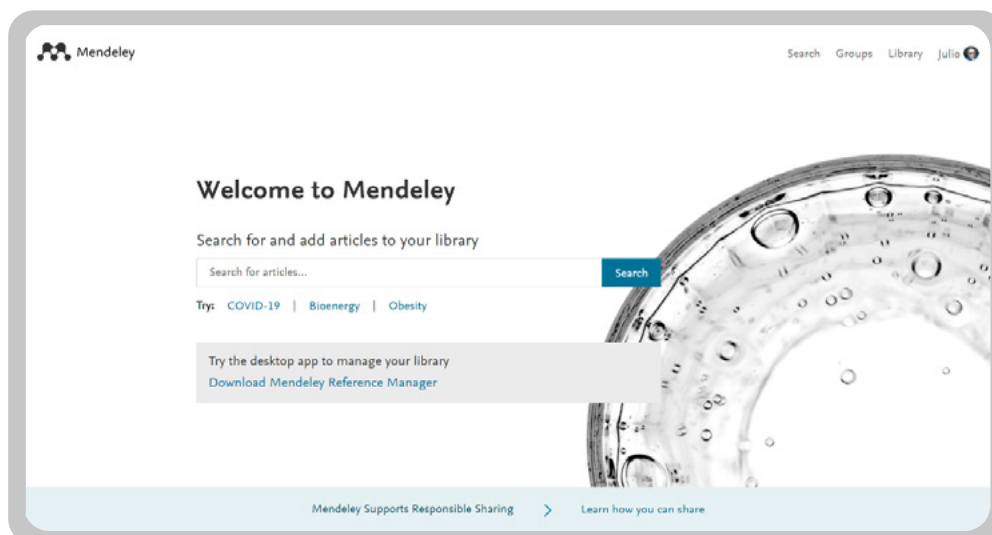 Mendeley
Search Groups Library Julio
Welcome to Mendeley
Search for and add articles to your library
Search for articles... Search
Try: COVID-19 | Bioenergy | Obesity
Try the desktop app to manage your library
Download Mendeley Reference Manager
Mendeley Supports Responsible Sharing > Learn how you can share